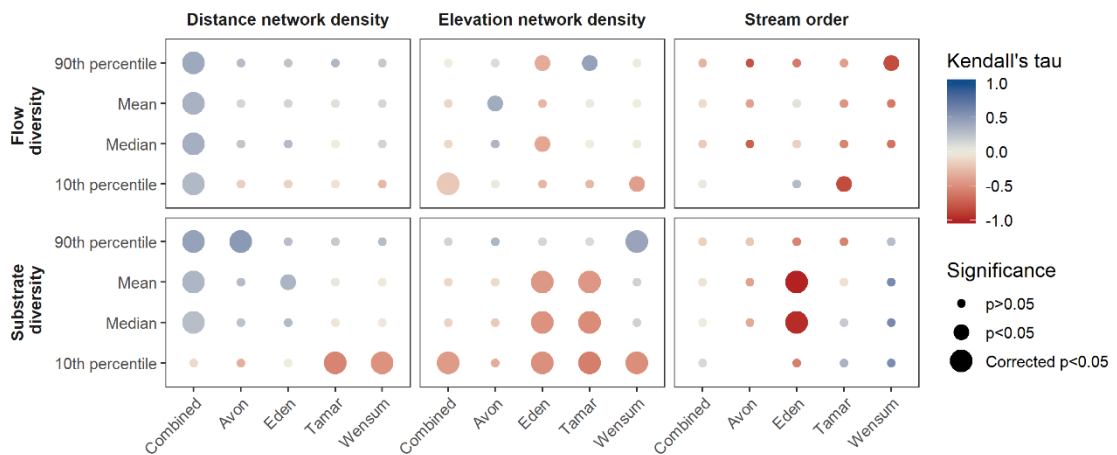 Distance network density
Elevation network density
Stream order
Flow
diversity
90th percentile
Mean
Median
10th percentile
Substrate
diversity
90th percentile
Mean
Median
10th percentile
Combined
Avon
Eden
Tamar
Wensum
Combined
Avon
Eden
Tamar
Wensum
Combined
Avon
Eden
Tamar
Wensum
Kendall's tau
1.0
0.5
0.0
-0.5
-1.0
Significance
p>0.05
p<0.05
Corrected p<0.05